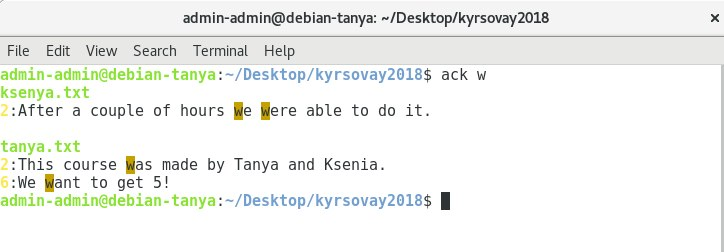 admin-admin@debian-tanya: ~/Desktop/kyrsovay2018 ×
File Edit View Search Terminal Help
admin-admin@debian-tanya:~/Desktop/kyrsovay2018$ ack w
ksenya.txt
2:After a couple of hours we were able to do it.
tanya.txt
2:This course was made by Tanya and Ksenia.
6:We want to get 5!
admin-admin@debian-tanya:~/Desktop/kyrsovay2018$